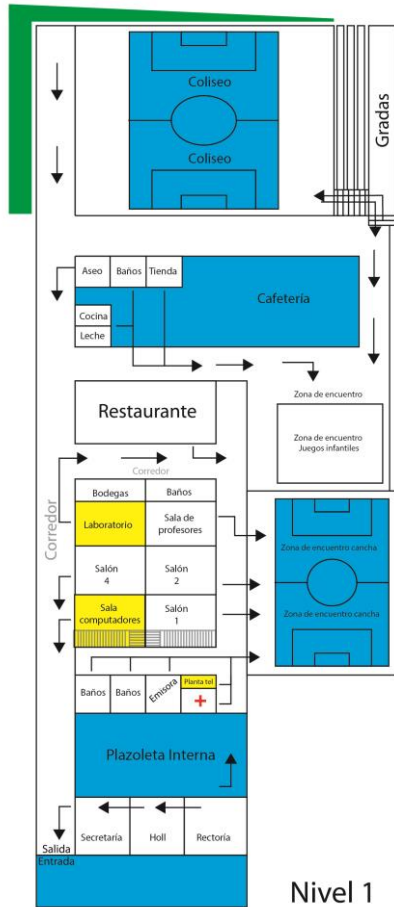 Coliseo
Coliseo
Gradas
Aseo
Baños
Tienda
Cafetería
Cocina
Leche
Zona de encuentro
Restaurante
Zona de encuentro
Juegos infantiles
Corredor
Corredor
Bodegas
Baños
Laboratorio
Sala de
profesores
Zona de encuentro cancha
Salón
4
Salón
2
Zona de encuentro cancha
Sala
computadores
Salón
1
Baños
Baños
Emisora
Planta tel
Plazoleta Interna
Secretaría
Holl
Rectoría
Salida
Entrada
Nivel 1